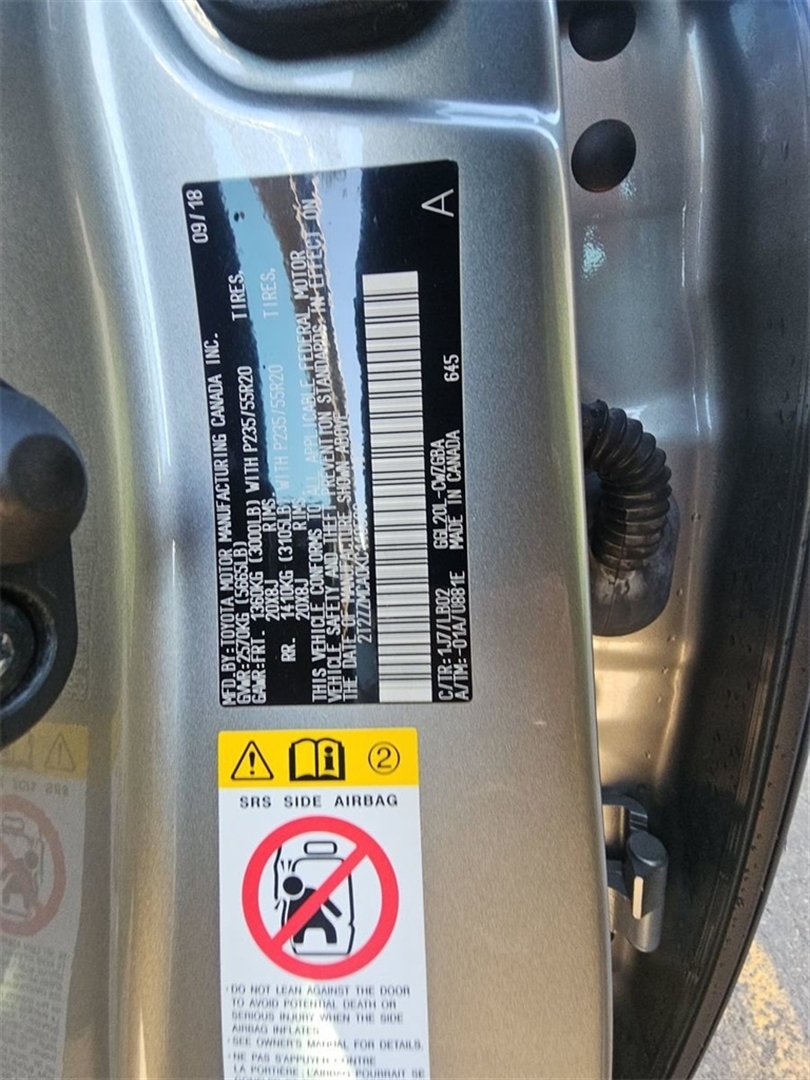 MFD.BY:TOYOTA MOTOR MANUFACTURING CANADA INC. 09/18
GVWR:2570KG (5665LB)
GAWR:FRT. 1360KG (3000LB) WITH P235/55R20 TIRES,
20X8J RIMS,
RR. 1410KG (3105LB) WITH P235/55R20 TIRES,
20X8J RIMS,
THIS VEHICLE CONFORMS TO ALL APPLICABLE FEDERAL MOTOR
VEHICLE SAFETY AND THEFT PREVENTION STANDARDS IN EFFECT ON
THE DATE OF MANUFACTURE SHOWN ABOVE.
C/TR:1J7/LB02 GGL20L-CWZGBA 645
A/TM:-01A/U881E MADE IN CANADA
A
2
SRS SIDE AIRBAG
·DO NOT LEAN AGAINST THE DOOR
TO AVOID POTENTIAL DEATH OR
SERIOUS INJURY WHEN THE SIDE
AIRBAG INFLATES.
·SEE OWNER'S MANUAL FOR DETAILS.
·NE PAS S'APPUYER CONTRE
LA PORTIÈRE; L'AIRBAG POURRAIT SE